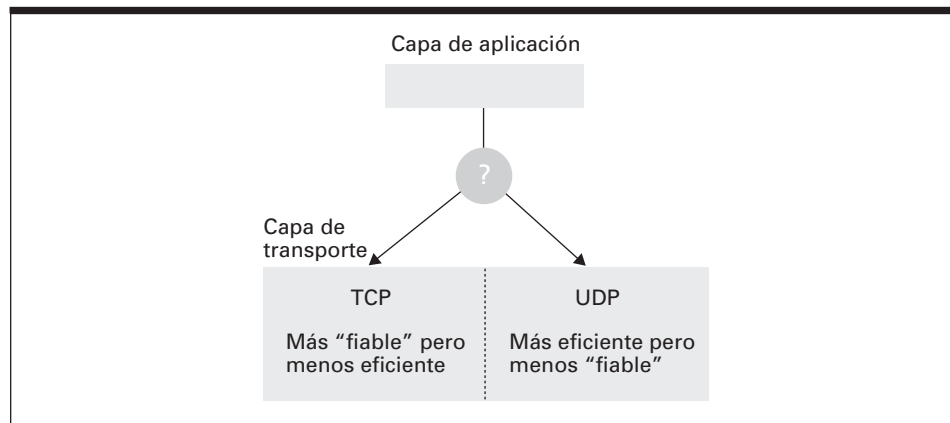 Capa de aplicación
?
Capa de
transporte
TCP
Más “fiable” pero
menos eficiente
UDP
Más eficiente pero
menos “fiable”